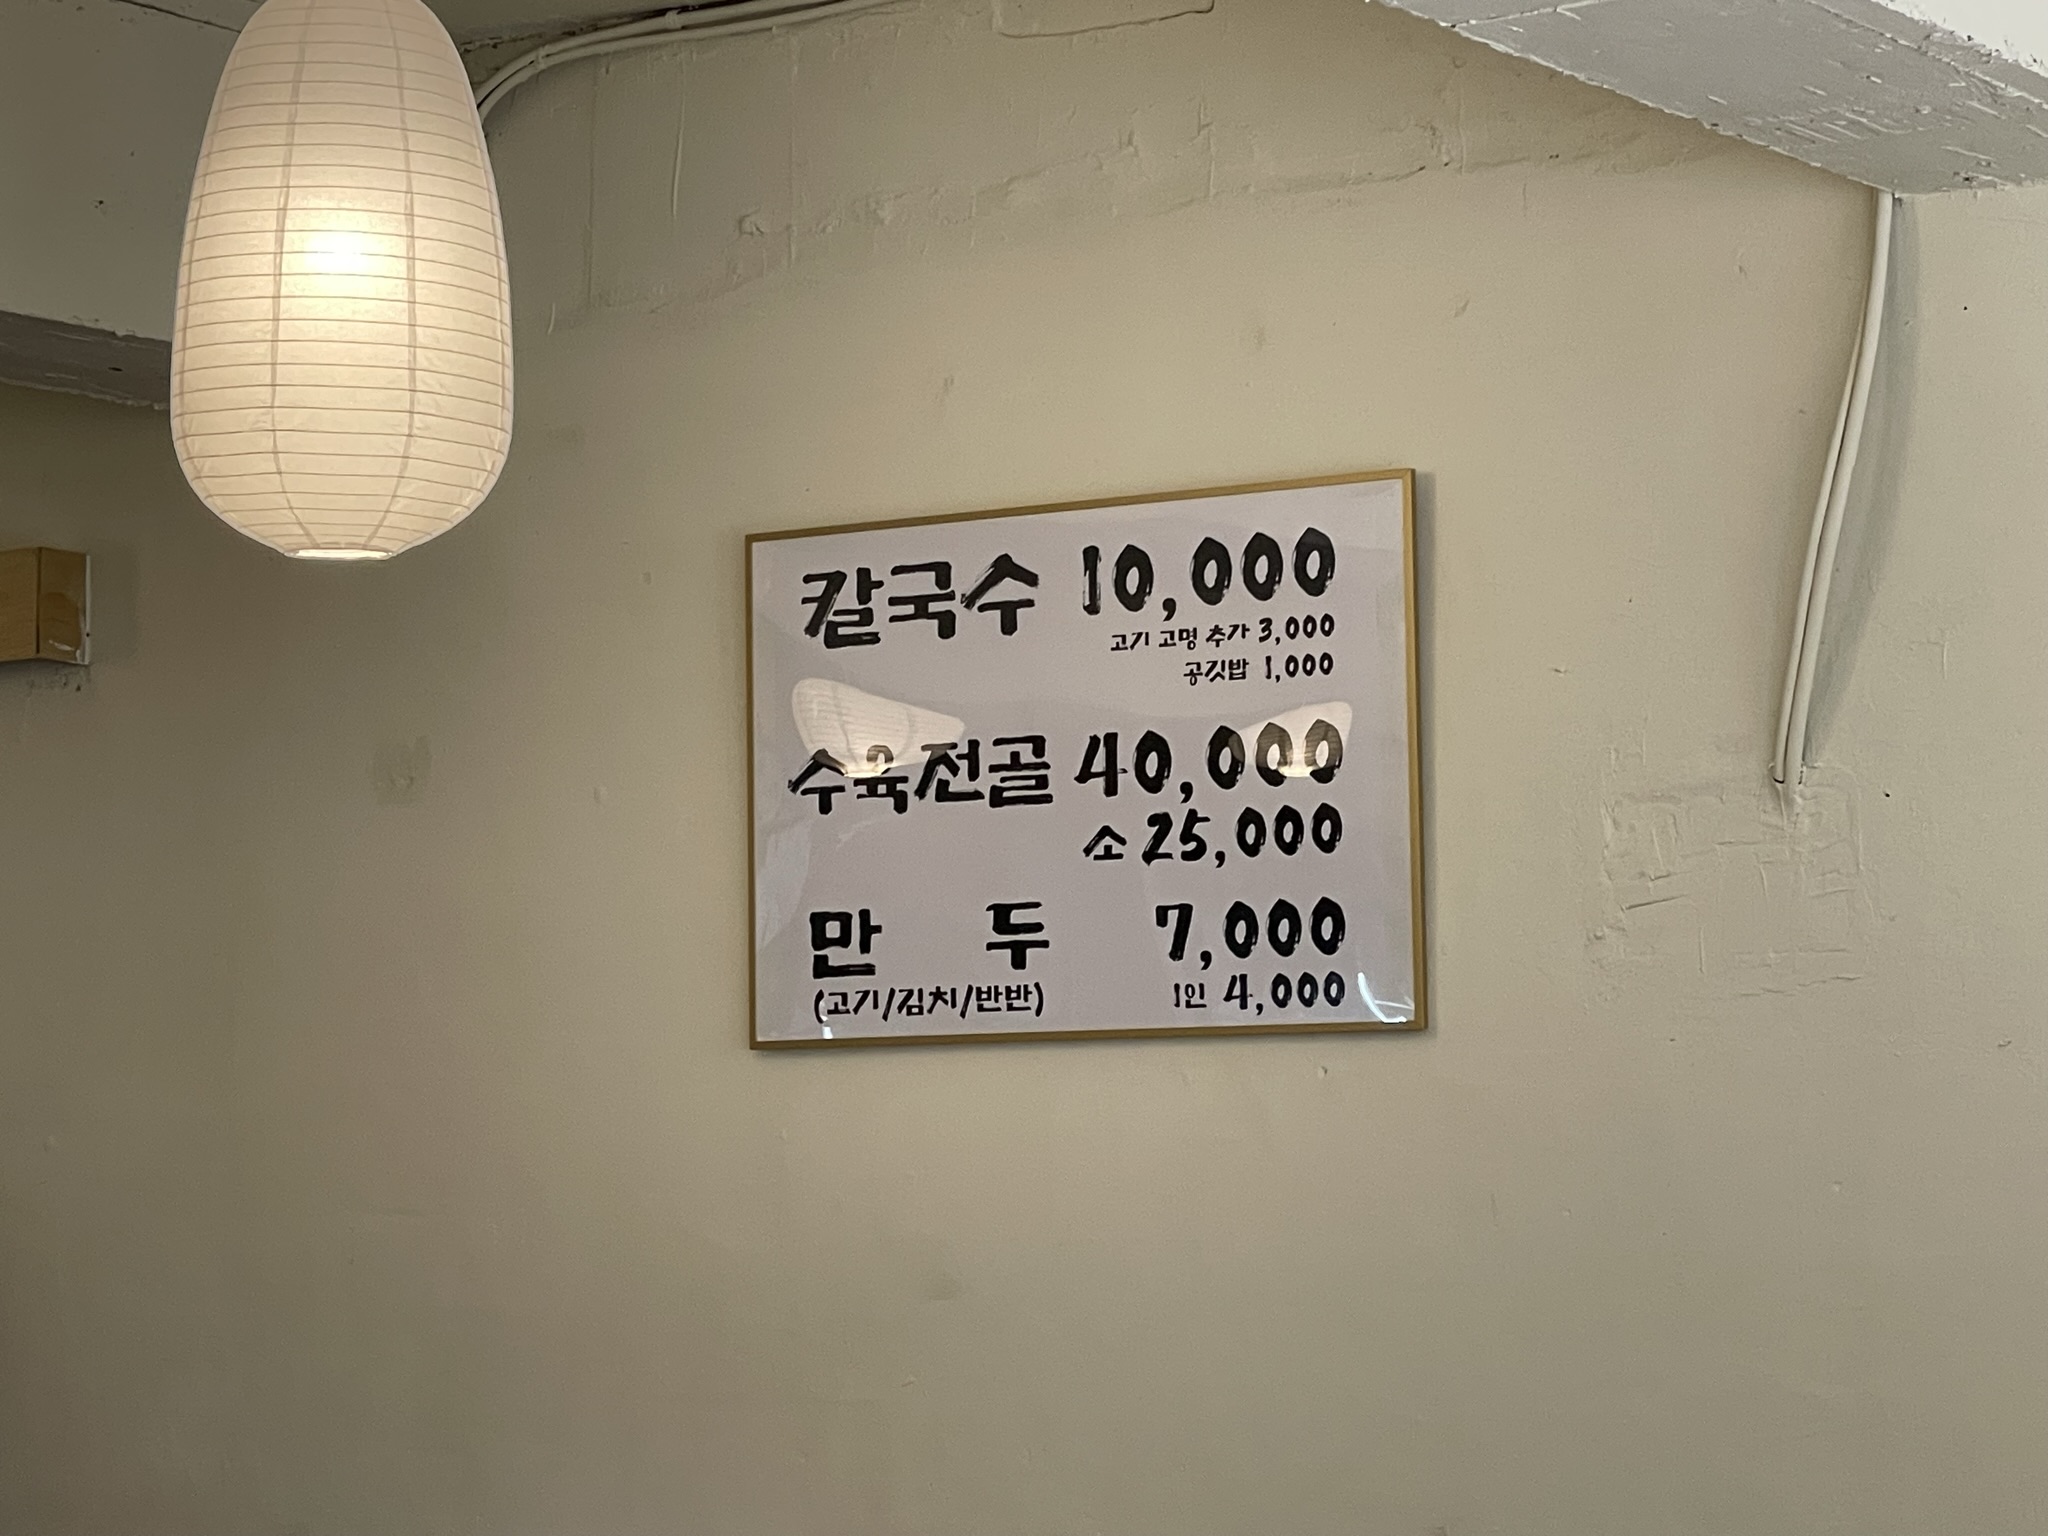 칼국수 10,000
고기 고명 추가 3,000
공깃밥 1,000
수육전골 40,000
소 25,000
만 두 7,000
(고기/김치/반반) 1인 4,000